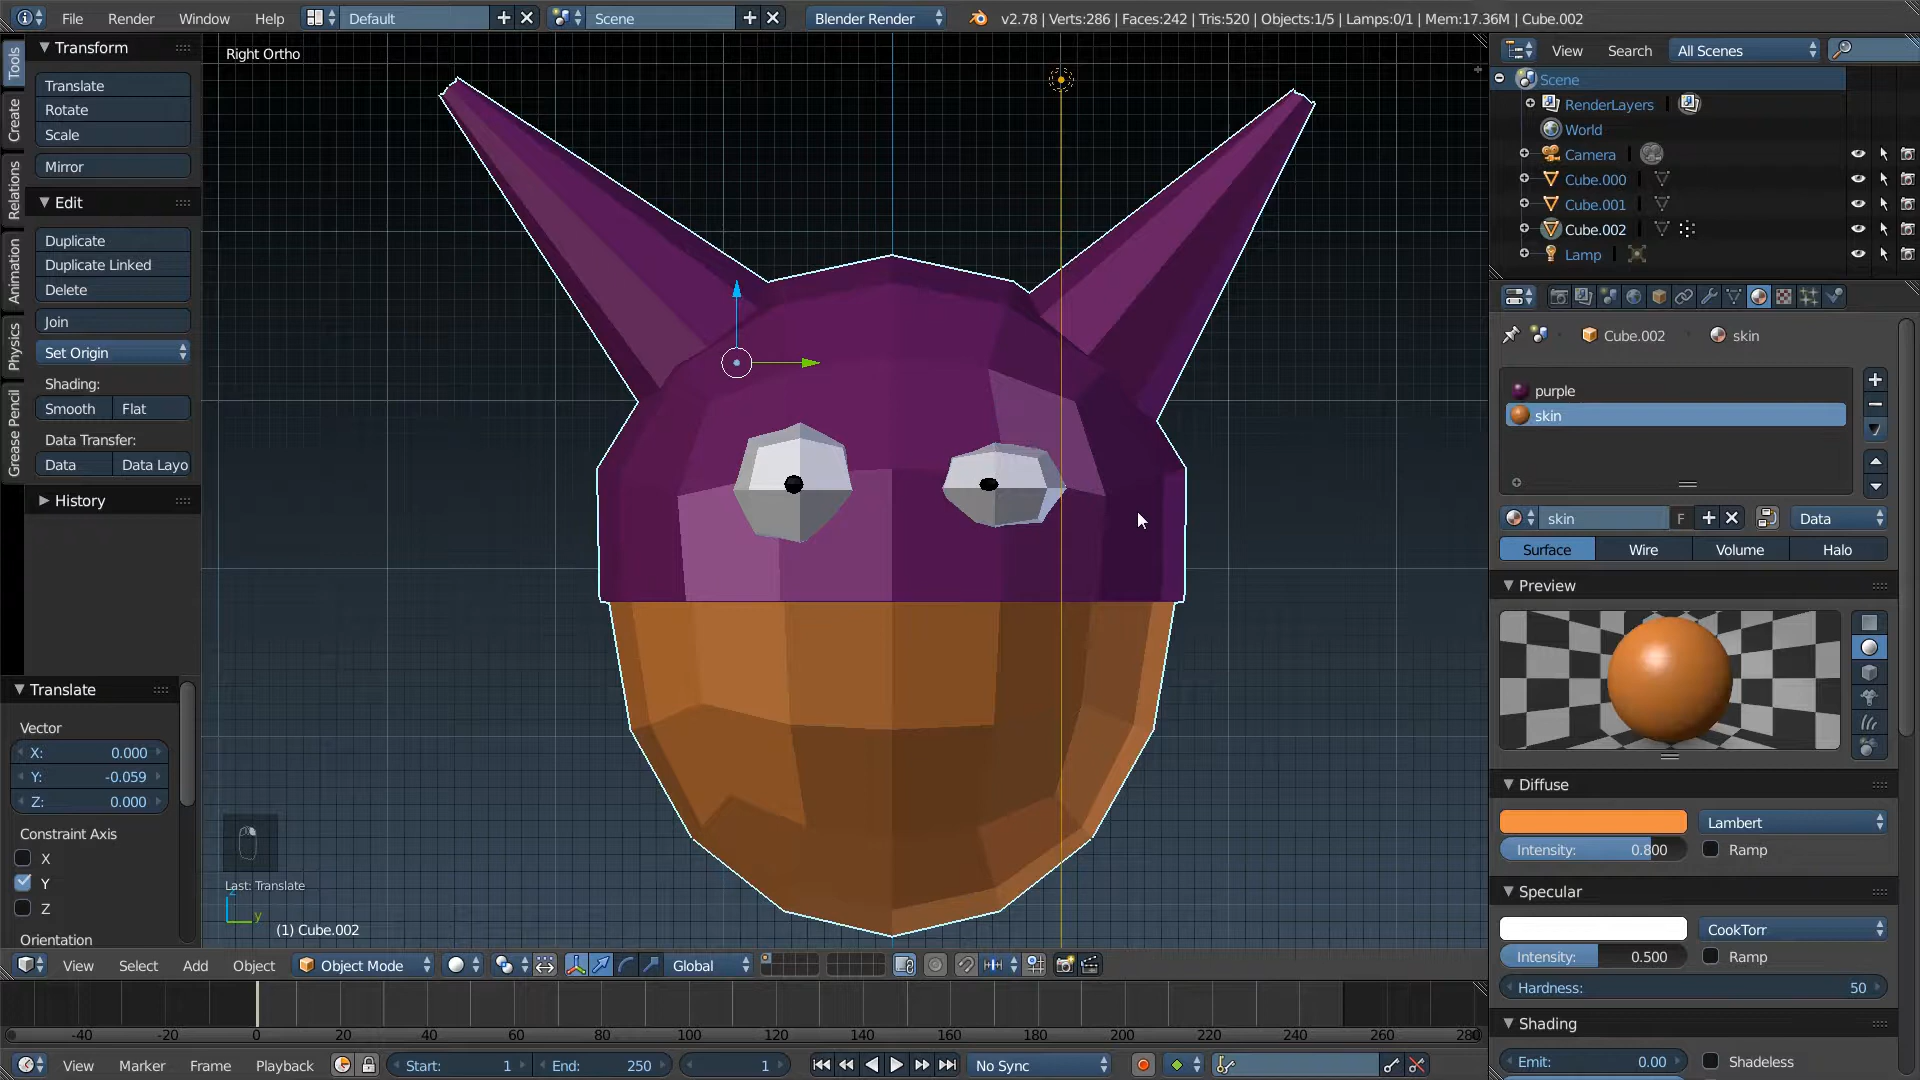 File Render Window Help Default Scene Blender Render v2.78 | Verts:286 | Faces:242 | Tris:520 | Objects:1/5 | Lamps:0/1 | Mem:17.36M | Cube.002
Tools
Create
Relations
Animation
Physics
Grease Pencil
Transform
Translate
Rotate
Scale
Mirror
Edit
Duplicate
Duplicate Linked
Delete
Join
Set Origin
Shading:
Smooth Flat
Data Transfer:
Data Data Layo
History
Translate
Vector
X: 0.000
Y: -0.059
Z: 0.000
Constraint Axis
X
Y
Z
Orientation
Right Ortho
Last: Translate
z
y
(1) Cube.002
View Select Add Object Object Mode Global
-40 -20 0 20 40 60 80 100 120 140 160 180 200 220 240 260 280
View Marker Frame Playback Start: 1 End: 250 1 No Sync
View Search All Scenes
Scene
RenderLayers
World
Camera
Cube.000
Cube.001
Cube.002
Lamp
Cube.002 skin
purple
skin
skin F Data
Surface Wire Volume Halo
Preview
Diffuse
Lambert
Intensity: 0.800 Ramp
Specular
CookTorr
Intensity: 0.500 Ramp
Hardness: 50
Shading
Emit: 0.00 Shadeless